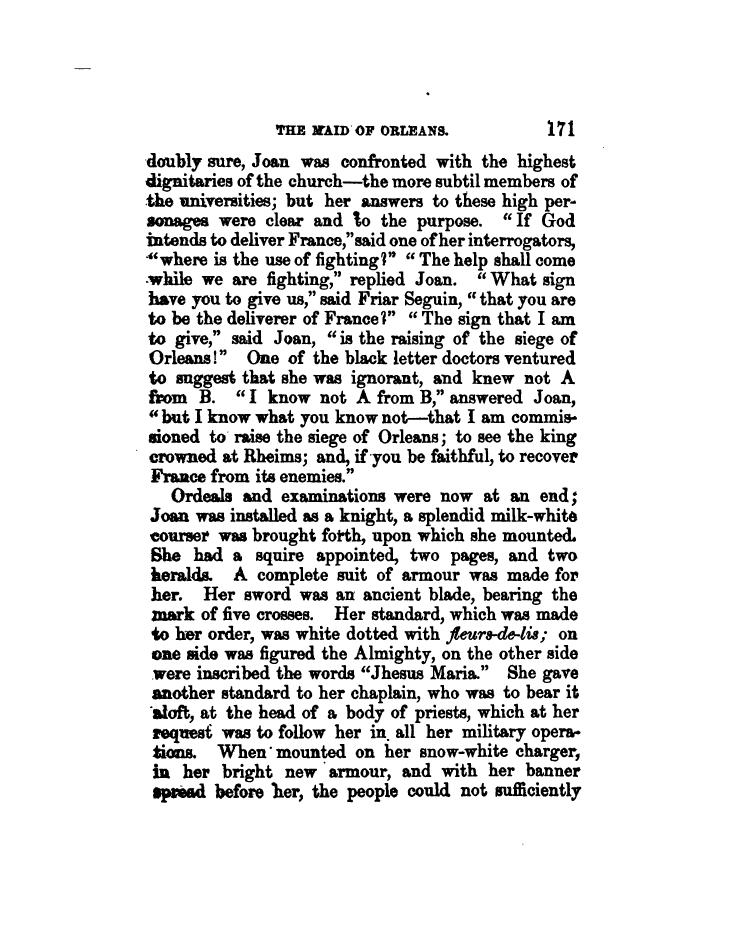 THE MAID OF ORLEANS. 171
doubly sure, Joan was confronted with the highest
dignitaries of the church—the more subtil members of
the universities; but her answers to these high per-
sonages were clear and to the purpose. "If God
intends to deliver France," said one of her interrogators,
"where is the use of fighting?" "The help shall come
while we are fighting," replied Joan. "What sign
have you to give us," said Friar Seguin, "that you are
to be the deliverer of France?" "The sign that I am
to give," said Joan, "is the raising of the siege of
Orleans!" One of the black letter doctors ventured
to suggest that she was ignorant, and knew not A
from B. "I know not A from B," answered Joan,
"but I know what you know not—that I am commis-
sioned to raise the siege of Orleans; to see the king
crowned at Rheims; and, if you be faithful, to recover
France from its enemies."
Ordeals and examinations were now at an end;
Joan was installed as a knight, a splendid milk-white
courser was brought forth, upon which she mounted.
She had a squire appointed, two pages, and two
heralds. A complete suit of armour was made for
her. Her sword was an ancient blade, bearing the
mark of five crosses. Her standard, which was made
to her order, was white dotted with fleurs-de-lis; on
one side was figured the Almighty, on the other side
were inscribed the words "Jhesus Maria." She gave
another standard to her chaplain, who was to bear it
aloft, at the head of a body of priests, which at her
request was to follow her in all her military opera-
tions. When mounted on her snow-white charger,
in her bright new armour, and with her banner
spread before her, the people could not sufficiently